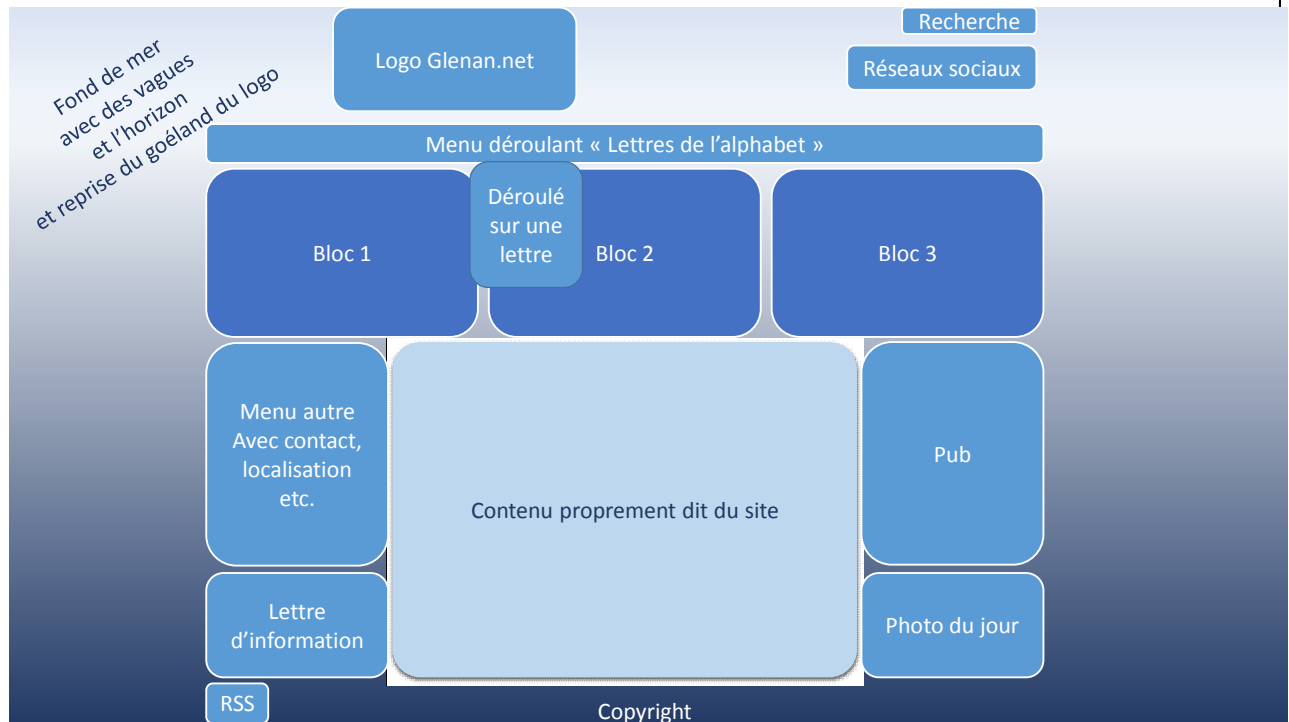 Recherche
Logo Glenan.net
Réseaux sociaux
Fond de mer
avec des vagues
et l’horizon
et reprise du goéland du logo
Menu déroulant « Lettres de l’alphabet »
Bloc 1
Déroulé
sur une
lettre
Bloc 2
Bloc 3
Menu autre
Avec contact,
localisation
etc.
Contenu proprement dit du site
Pub
Lettre
d’information
Photo du jour
RSS
Copyright